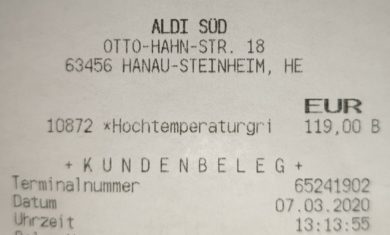 ALDI SÜD
OTTO-HAHN-STR. 18
63456 HANAU-STEINHEIM, HE
EUR
10872 *Hochtemperaturgri 119,00 B
+ K U N D E N B E L E G +
Terminalnummer 65241902
Datum 07.03.2020
Uhrzeit 13:13:55